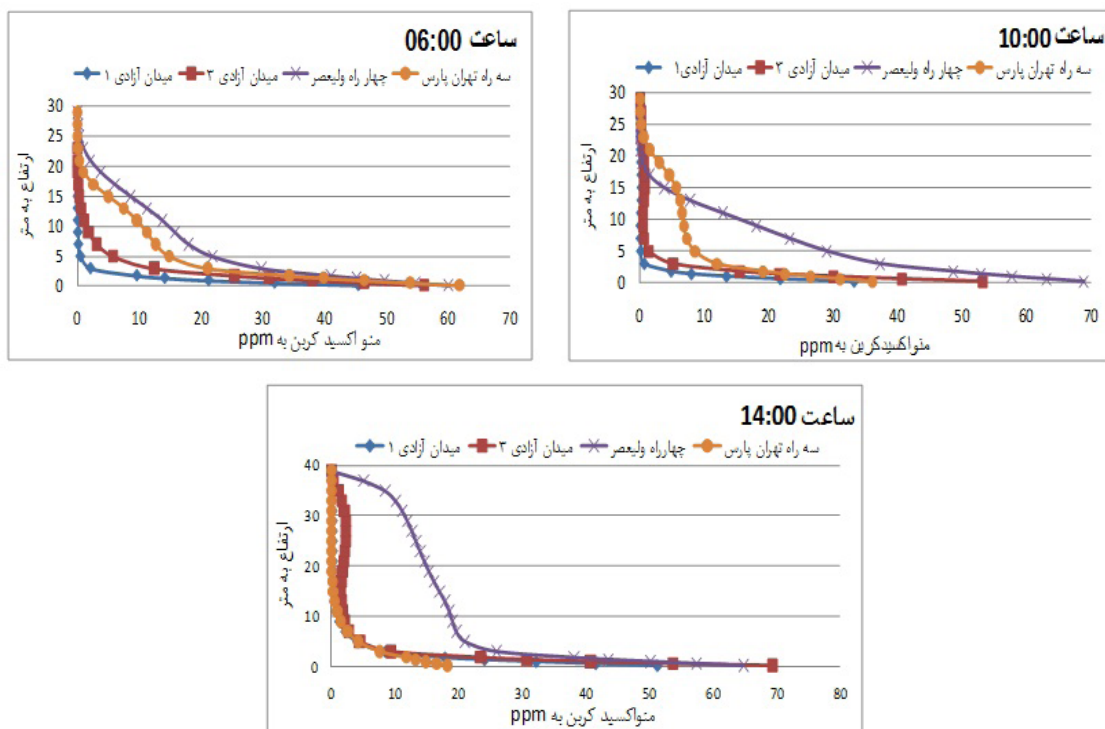 ساعت 06:00
میدان آزادی ۱ میدان آزادی ۳ چهار راه ولیعصر سه راه تهران پارس
30
25
20
15
10
5
0
ارتفاع به متر
0 10 20 30 40 50 60 70
منو اکسید کربن به ppm
ساعت 10:00
میدان آزادی۱ میدان آزادی ۳ چهار راه ولیعصر سه راه تهران پارس
30
25
20
15
10
5
0
ارتفاع به متر
0 10 20 30 40 50 60 70
منواکسیدکربن به ppm
ساعت 14:00
میدان آزادی ۱ میدان آزادی ۳ چهارراه ولیعصر سه راه تهران پارس
40
30
20
10
0
ارتفاع به متر
0 10 20 30 40 50 60 70 80
منواکسید کربن به ppm